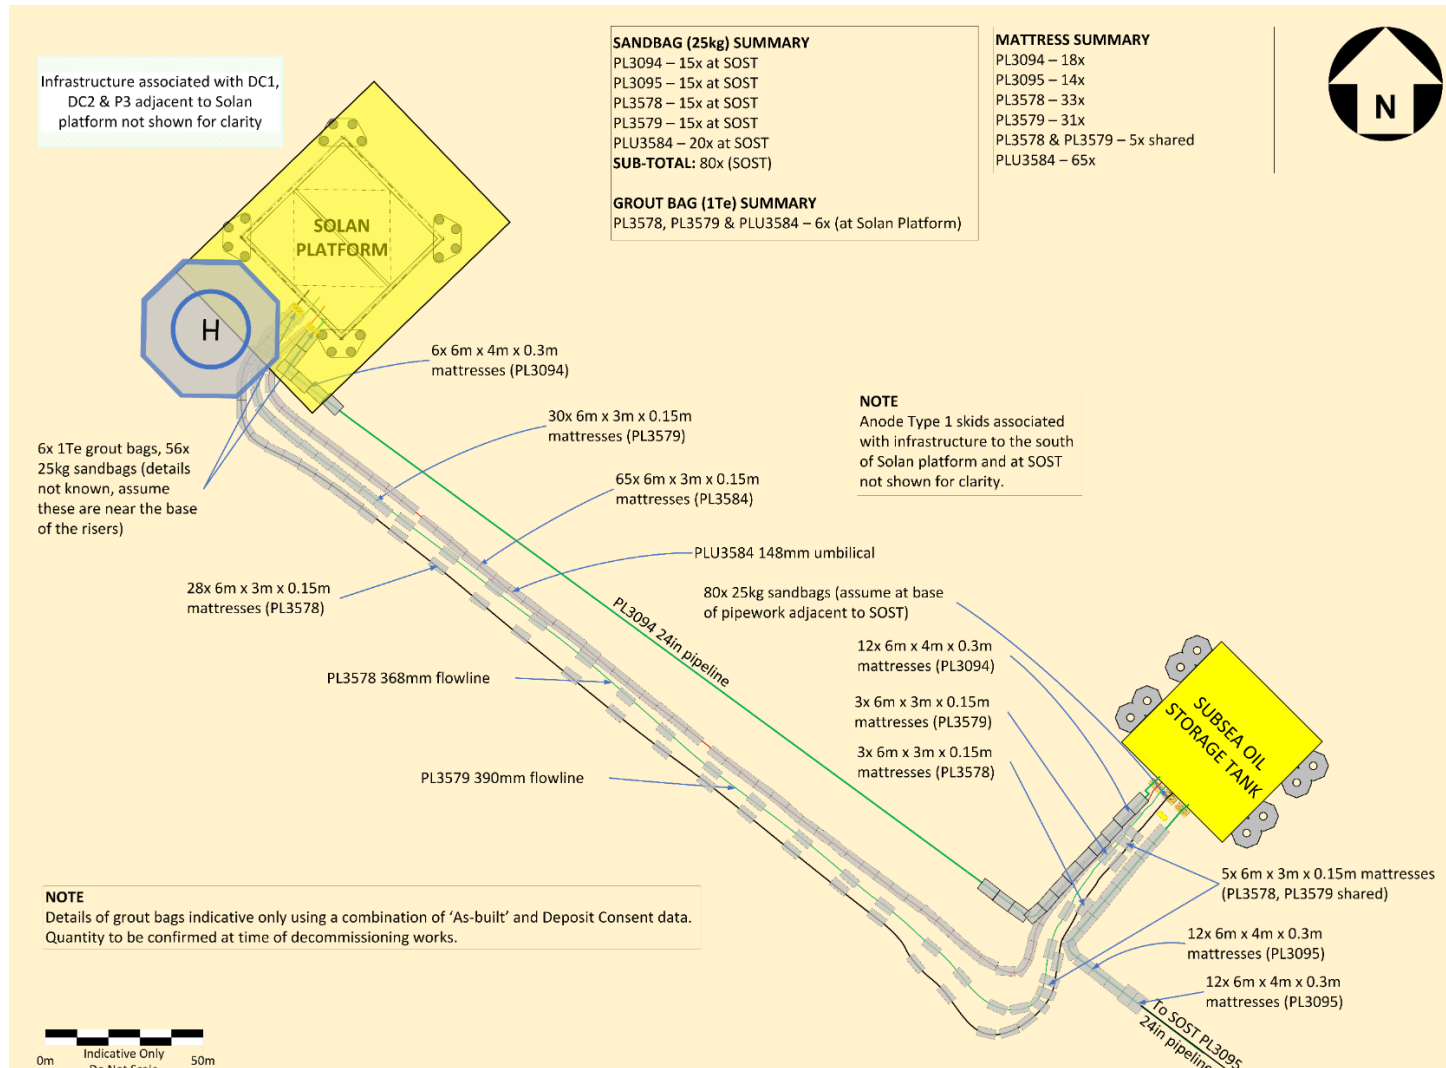 Infrastructure associated with DC1,
DC2 & P3 adjacent to Solan
platform not shown for clarity
SANDBAG (25kg) SUMMARY
PL3094 – 15x at SOST
PL3095 – 15x at SOST
PL3578 – 15x at SOST
PL3579 – 15x at SOST
PLU3584 – 20x at SOST
SUB-TOTAL: 80x (SOST)
GROUT BAG (1Te) SUMMARY
PL3578, PL3579 & PLU3584 – 6x (at Solan Platform)
MATTRESS SUMMARY
PL3094 – 18x
PL3095 – 14x
PL3578 – 33x
PL3579 – 31x
PL3578 & PL3579 – 5x shared
PLU3584 – 65x
N
SOLAN
PLATFORM
H
6x 6m x 4m x 0.3m
mattresses (PL3094)
30x 6m x 3m x 0.15m
mattresses (PL3579)
65x 6m x 3m x 0.15m
mattresses (PL3584)
NOTE
Anode Type 1 skids associated
with infrastructure to the south
of Solan platform and at SOST
not shown for clarity.
6x 1Te grout bags, 56x
25kg sandbags (details
not known, assume
these are near the base
of the risers)
PLU3584 148mm umbilical
28x 6m x 3m x 0.15m
mattresses (PL3578)
80x 25kg sandbags (assume at base
of pipework adjacent to SOST)
PL3094 24in pipeline
12x 6m x 4m x 0.3m
mattresses (PL3094)
PL3578 368mm flowline
3x 6m x 3m x 0.15m
mattresses (PL3579)
3x 6m x 3m x 0.15m
mattresses (PL3578)
SUBSEA OIL
STORAGE TANK
PL3579 390mm flowline
5x 6m x 3m x 0.15m mattresses
(PL3578, PL3579 shared)
NOTE
Details of grout bags indicative only using a combination of ‘As-built’ and Deposit Consent data.
Quantity to be confirmed at time of decommissioning works.
12x 6m x 4m x 0.3m
mattresses (PL3095)
12x 6m x 4m x 0.3m
mattresses (PL3095)
To SOST PL3095
24in pipeline
0m
Indicative Only
Do Not Scale
50m